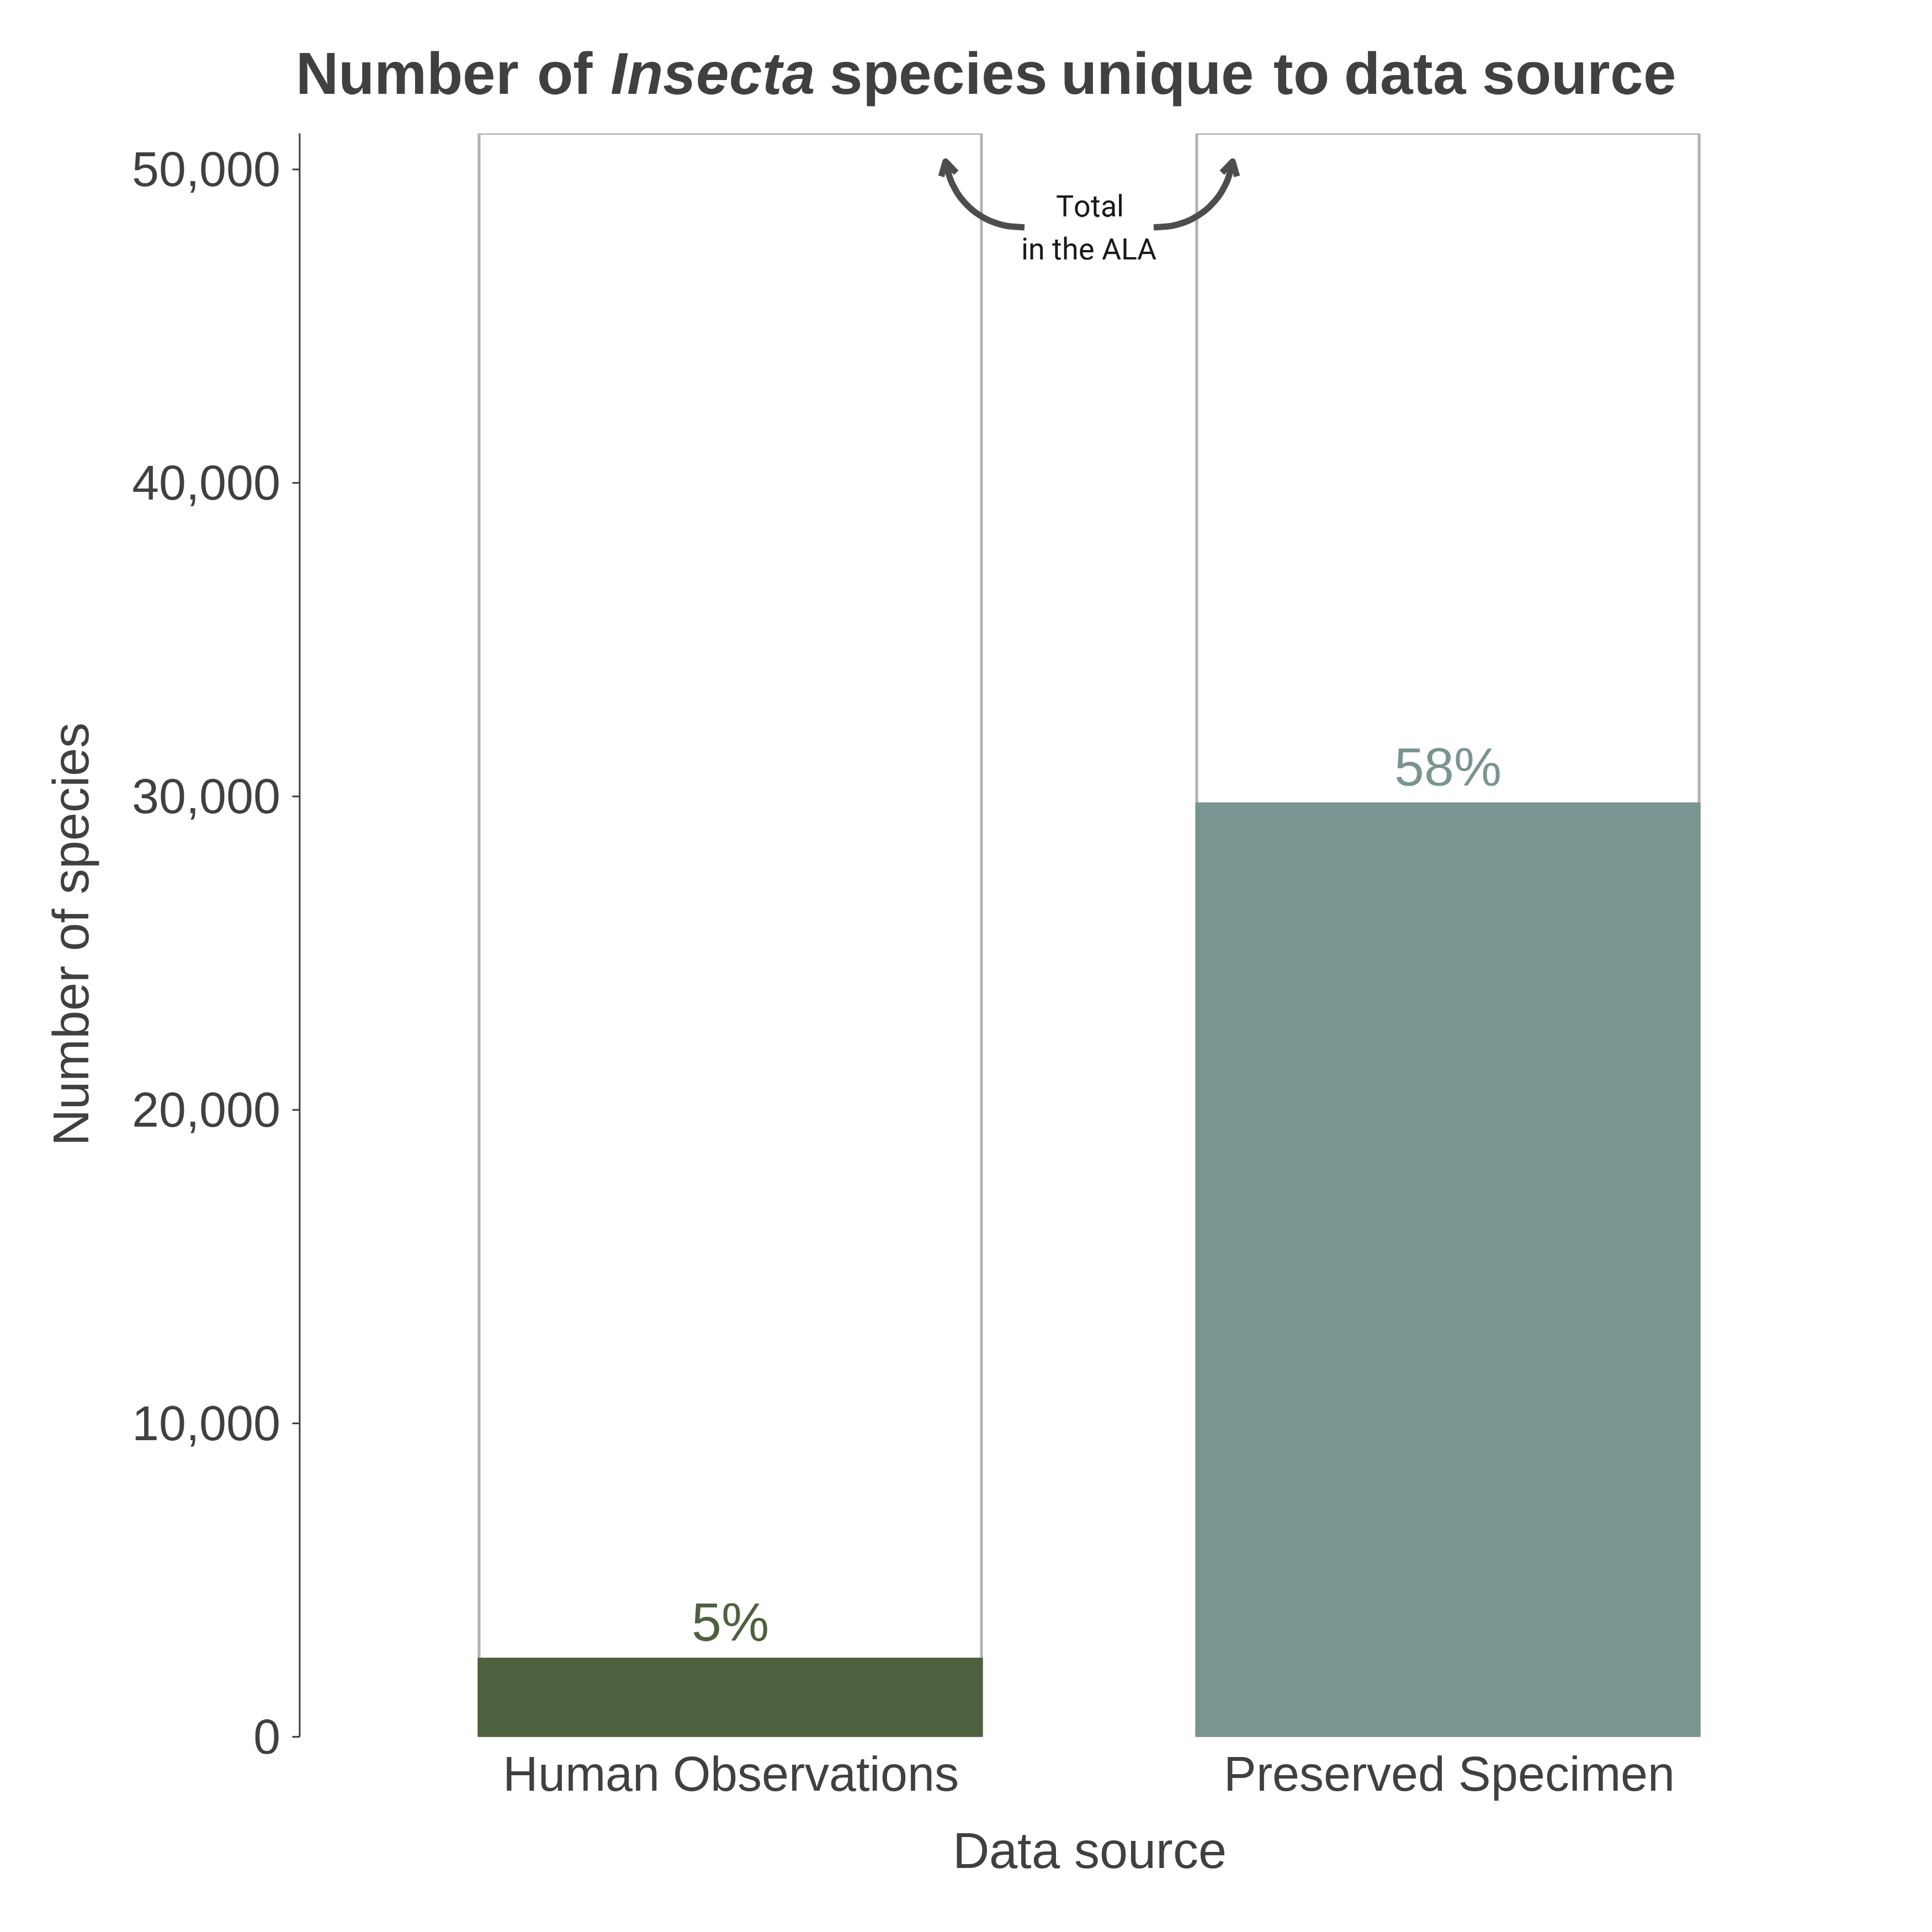 Number of Insecta species unique to data source
50,000
40,000
30,000
20,000
10,000
0
Number of species
Total
in the ALA
58%
5%
Human Observations
Preserved Specimen
Data source